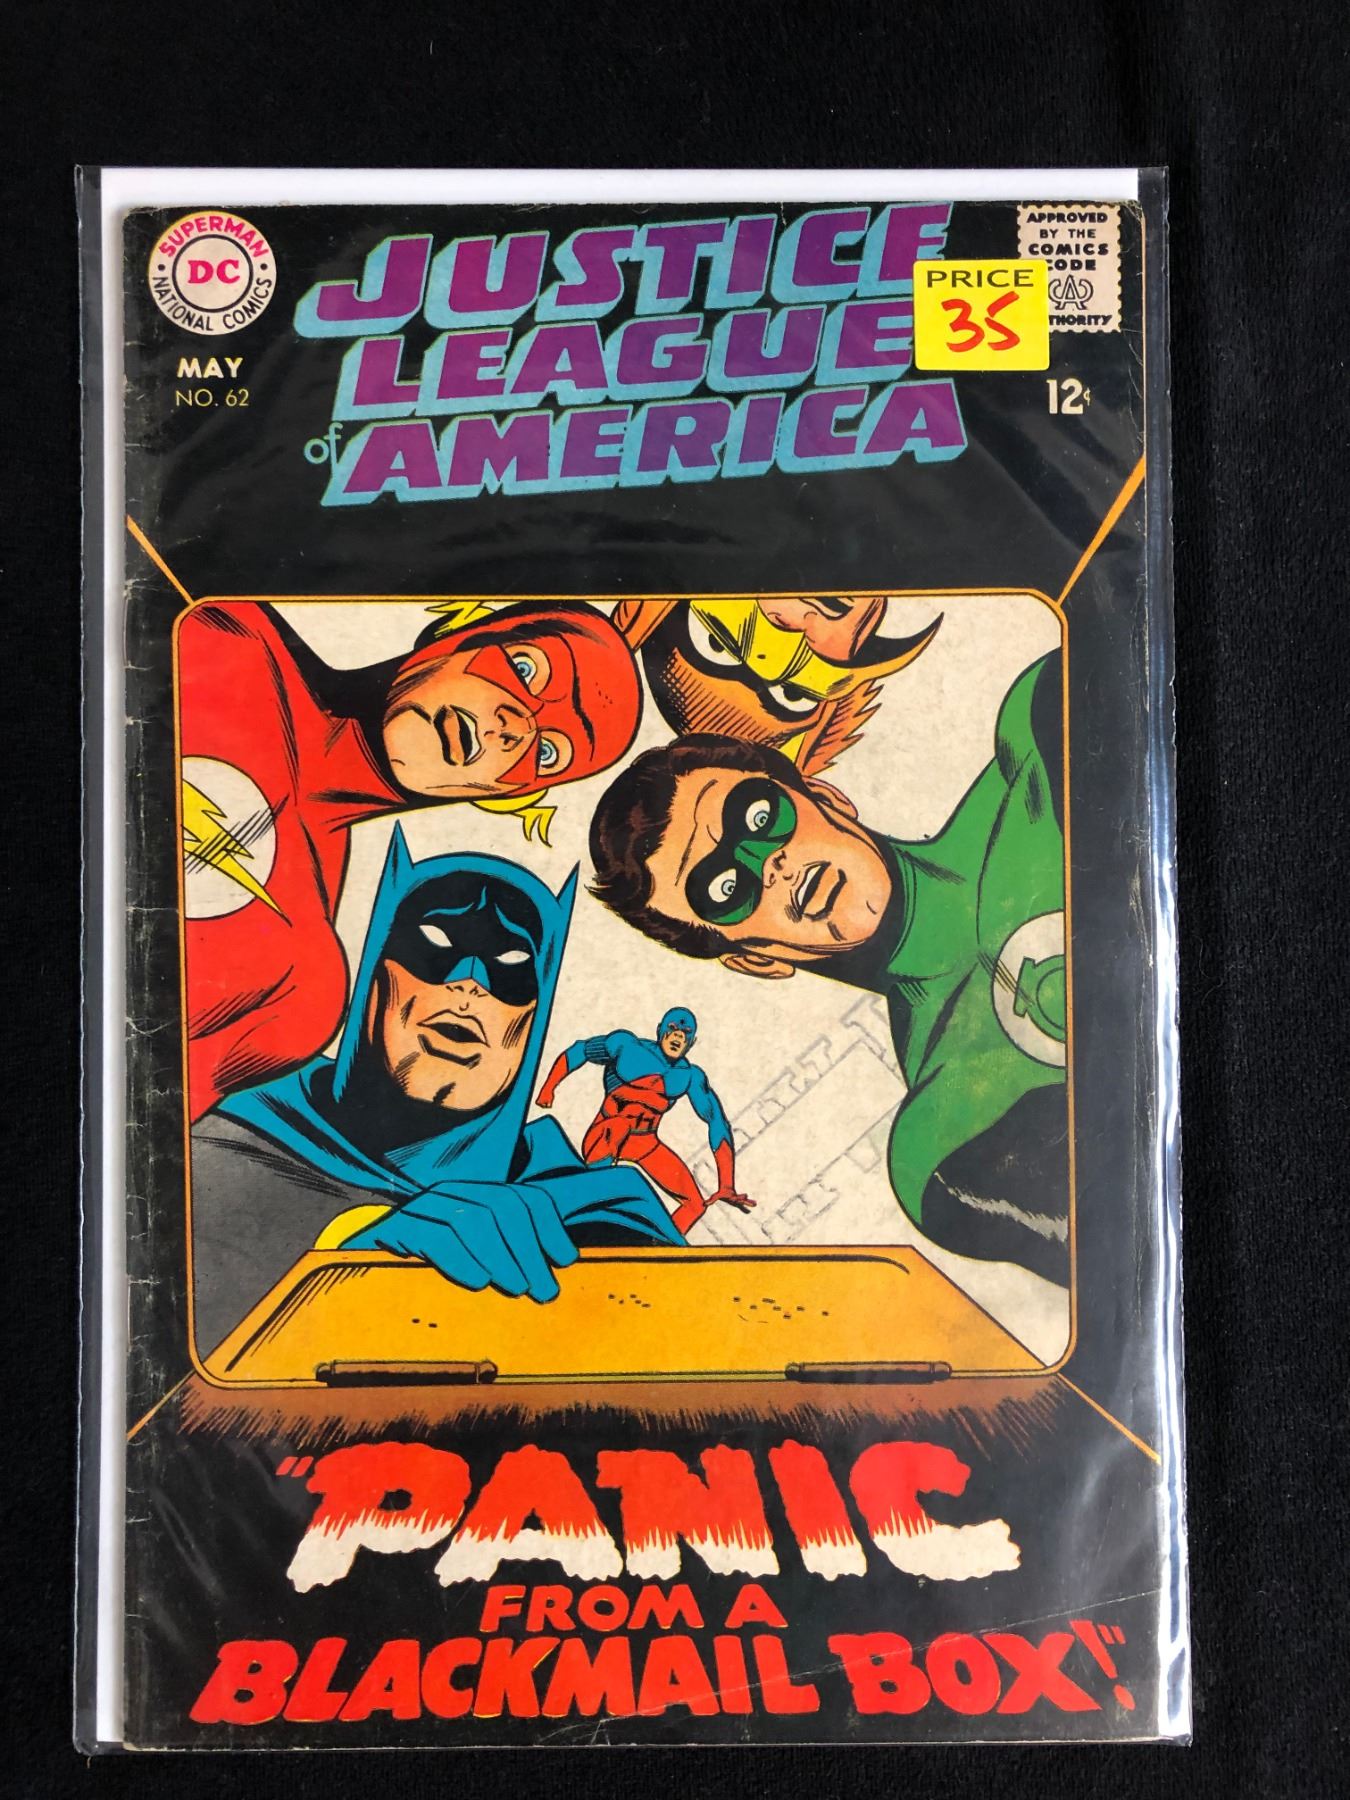 SUPERMAN
DC
NATIONAL COMICS
MAY
NO. 62
JUSTICE
LEAGUE
of AMERICA
APPROVED
BY THE
COMICS
CODE
THORITY
PRICE
35
12¢
"PANIC
FROM A
BLACKMAIL BOX!"